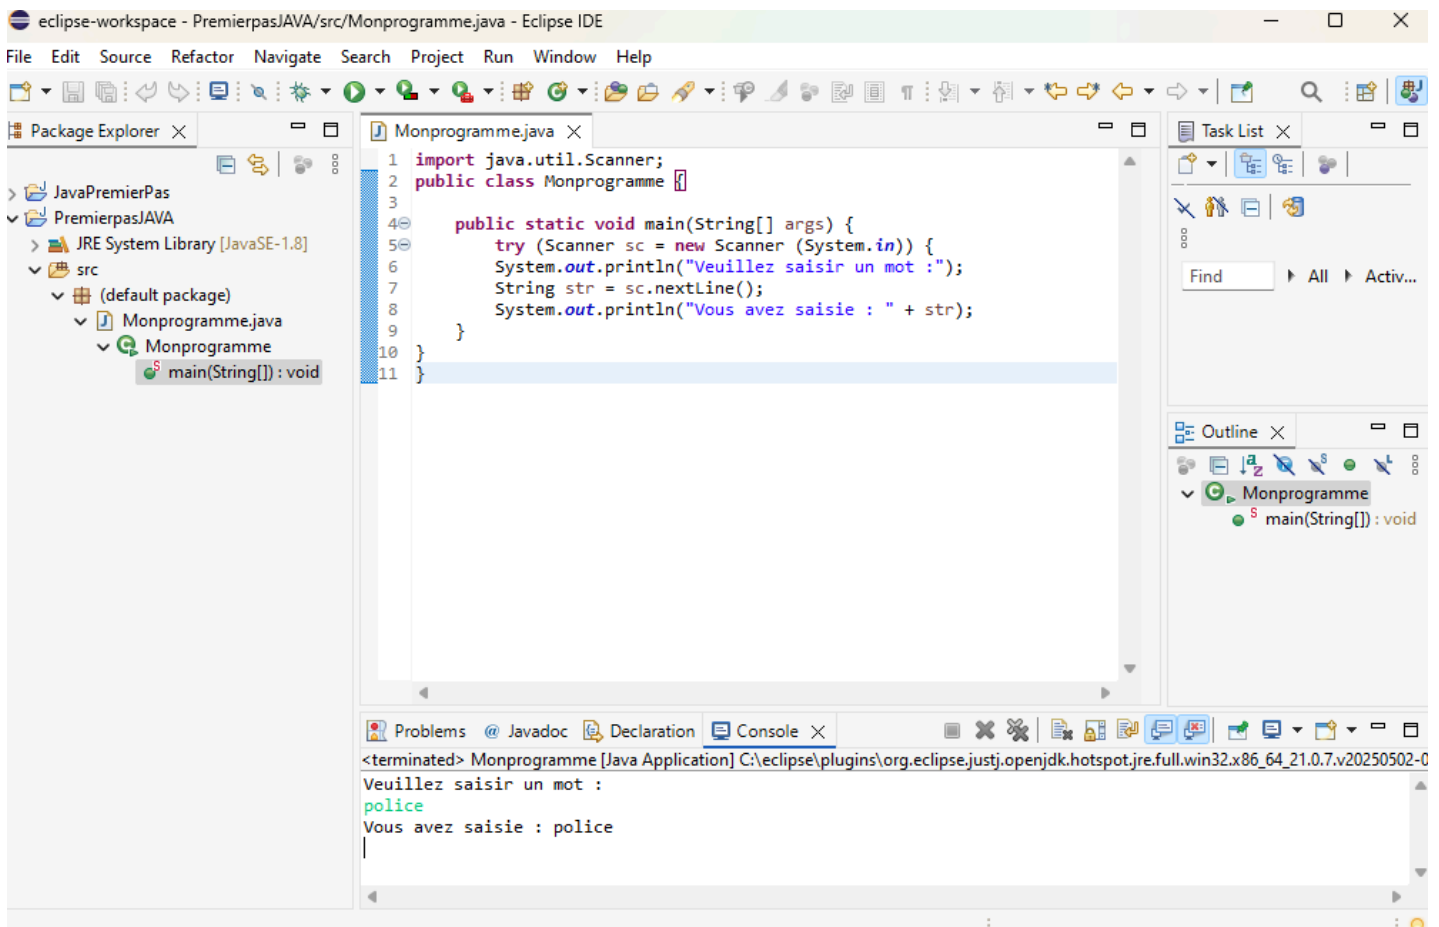 eclipse-workspace - PremierpasJAVA/src/Monprogramme.java - Eclipse IDE
File Edit Source Refactor Navigate Search Project Run Window Help
Package Explorer
JavaPremierPas
PremierpasJAVA
JRE System Library [JavaSE-1.8]
src
(default package)
Monprogramme.java
Monprogramme
main(String[]) : void
Monprogramme.java
1 import java.util.Scanner;
2 public class Monprogramme {
3
4 public static void main(String[] args) {
5 try (Scanner sc = new Scanner (System.in)) {
6 System.out.println("Veuillez saisir un mot :");
7 String str = sc.nextLine();
8 System.out.println("Vous avez saisie : " + str);
9 }
10 }
11 }
Task List
Find All Activ...
Outline
Monprogramme
main(String[]) : void
Problems Javadoc Declaration Console
<terminated> Monprogramme [Java Application] C:\eclipse\plugins\org.eclipse.justj.openjdk.hotspot.jre.full.win32.x86_64_21.0.7.v20250502-0
Veuillez saisir un mot :
police
Vous avez saisie : police